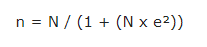 n = N / (1 + (N x e²))